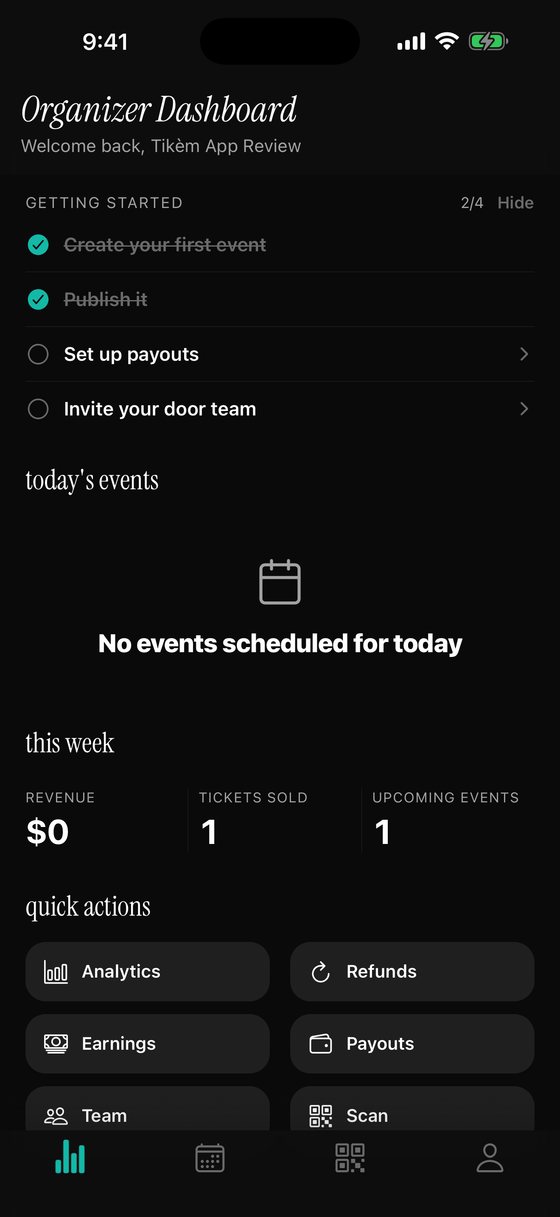 9:41
Organizer Dashboard
Welcome back, Tikèm App Review
GETTING STARTED 2/4 Hide
Create your first event
Publish it
Set up payouts
Invite your door team
today's events
No events scheduled for today
this week
REVENUE TICKETS SOLD UPCOMING EVENTS
$0 1 1
quick actions
Analytics Refunds
Earnings Payouts
Team Scan